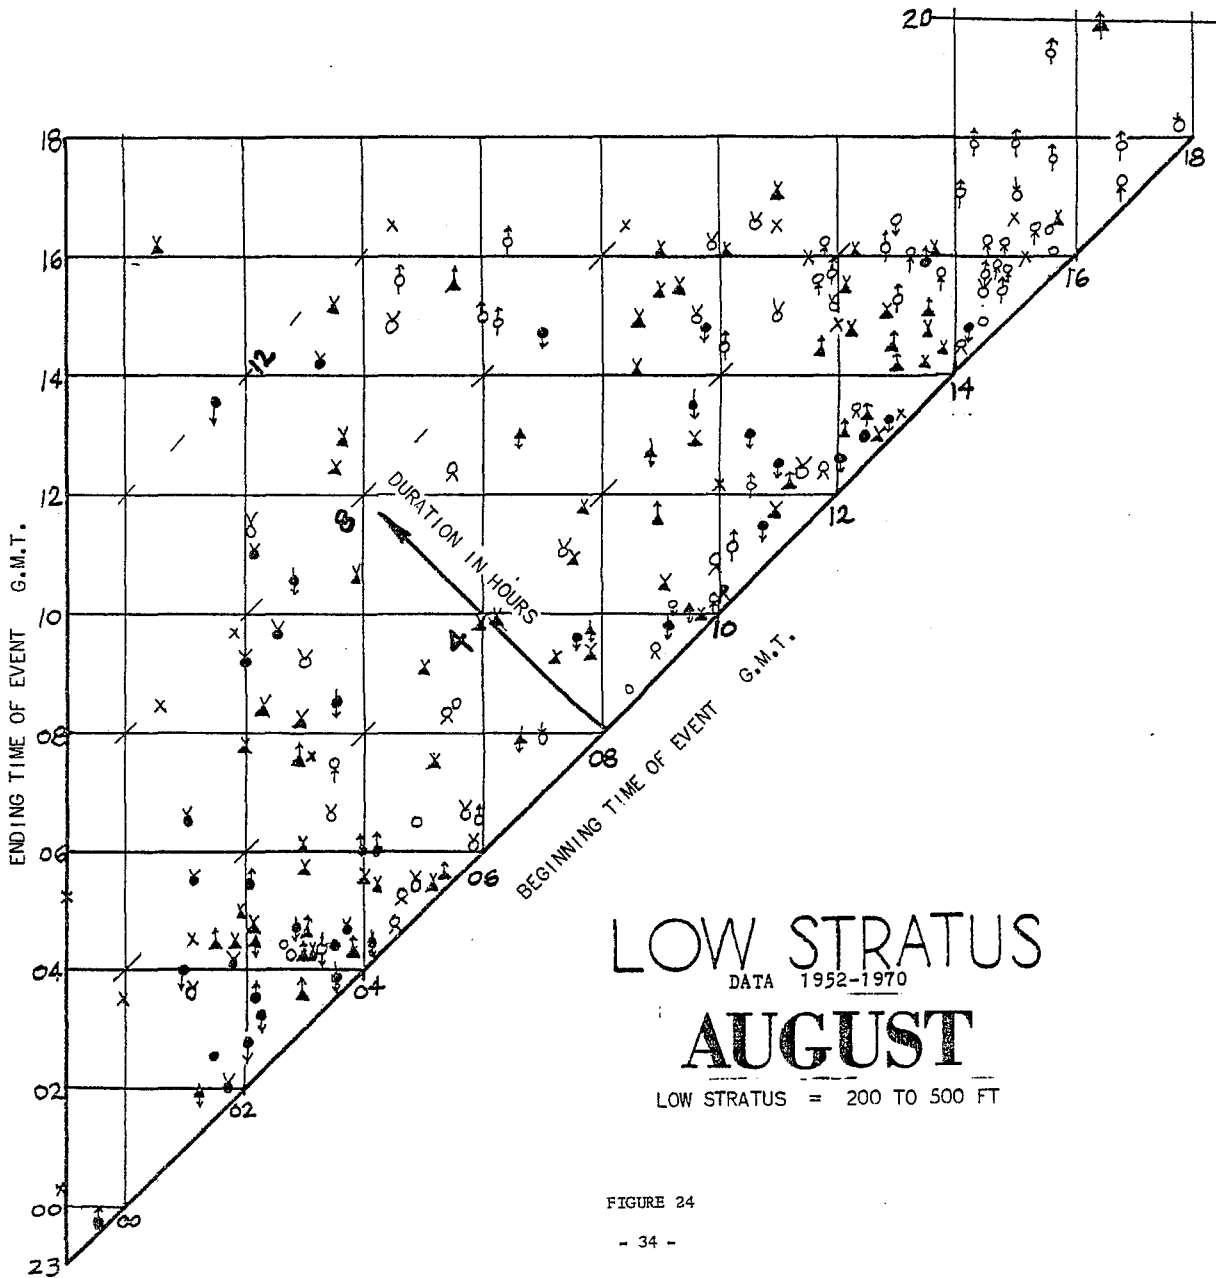 20
18
18
16
16
14
12
14
DURATION IN HOURS
12
8
12
ENDING TIME OF EVENT G.M.T.
10
4
10
08
08
BEGINNING TIME OF EVENT G.M.T.
06
06
04
04
LOW STRATUS
DATA 1952-1970
AUGUST
LOW STRATUS = 200 TO 500 FT
02
02
00
00
23
FIGURE 24
- 34 -